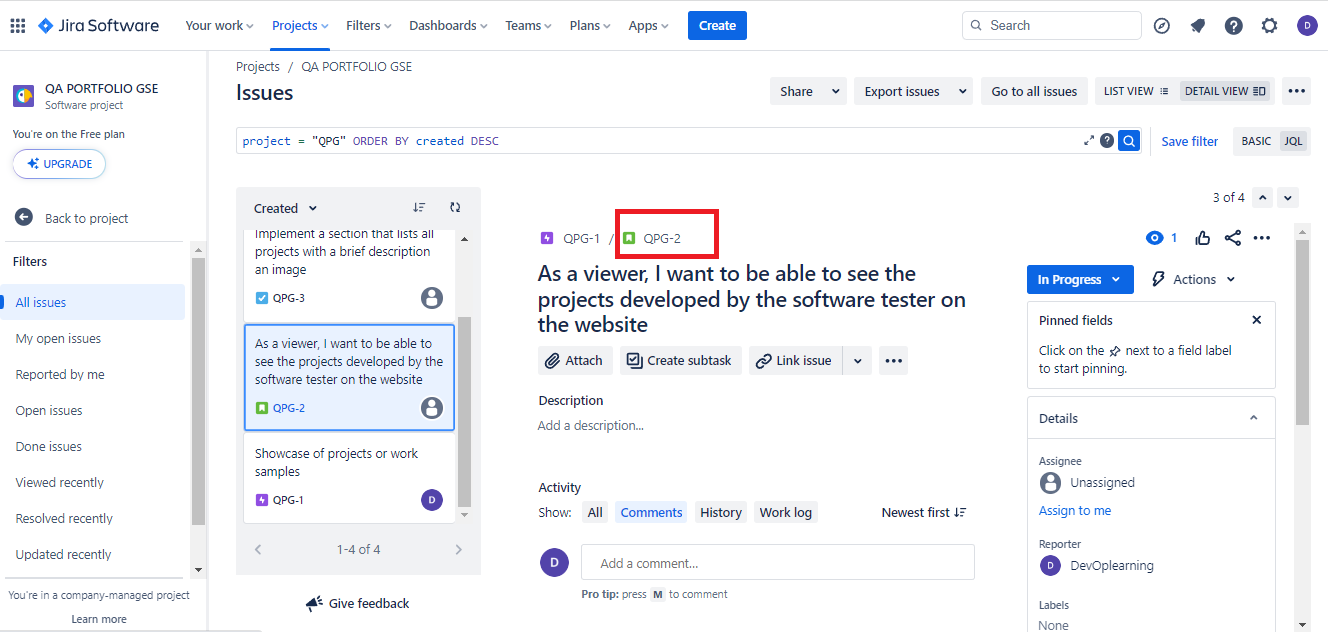 Jira Software Your work Projects Filters Dashboards Teams Plans Apps Create Search D
QA PORTFOLIO GSE
Software project
You're on the Free plan
UPGRADE
Back to project
Filters
All issues
My open issues
Reported by me
Open issues
Done issues
Viewed recently
Resolved recently
Updated recently
You're in a company-managed project
Learn more
Projects / QA PORTFOLIO GSE
Issues
Share Export issues Go to all issues LIST VIEW DETAIL VIEW
project = "QPG" ORDER BY created DESC
Save filter BASIC JQL
Created
Implement a section that lists all
projects with a brief description
an image
QPG-3
As a viewer, I want to be able to
see the projects developed by the
software tester on the website
QPG-2
Showcase of projects or work
samples
QPG-1 D
1-4 of 4
Give feedback
3 of 4
QPG-1 / QPG-2
1
As a viewer, I want to be able to see the
projects developed by the software tester on
the website
Attach Create subtask Link issue
Description
Add a description...
Activity
Show: All Comments History Work log Newest first
D Add a comment...
Pro tip: press M to comment
In Progress Actions
Pinned fields
Click on the next to a field label
to start pinning.
Details
Assignee
Unassigned
Assign to me
Reporter
D DevOplearning
Labels
None